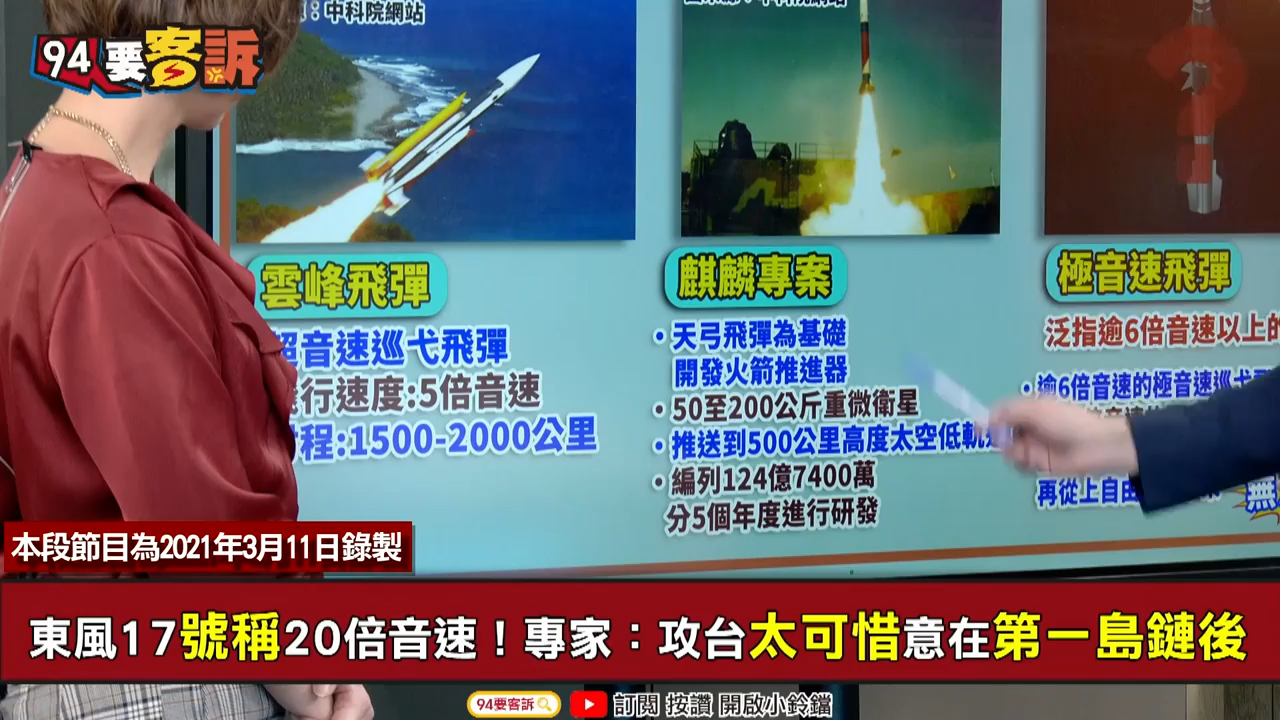 ：中科院網站
94要客訴
雲峰飛彈
超音速巡弋飛彈
行速度:5倍音速
程:1500-2000公里
麒麟專案
・天弓飛彈為基礎
開發火箭推進器
・50至200公斤重微衛星
・推送到500公里高度太空低軌
・編列124億7400萬
分5個年度進行研發
極音速飛彈
泛指逾6倍音速以上的
・逾6倍音速的極音速巡弋
再從上自由
無
本段節目為2021年3月11日錄製
東風17號稱20倍音速！專家：攻台太可惜意在第一島鏈後
94要客訴
訂閱 按讚 開啟小鈴鐺